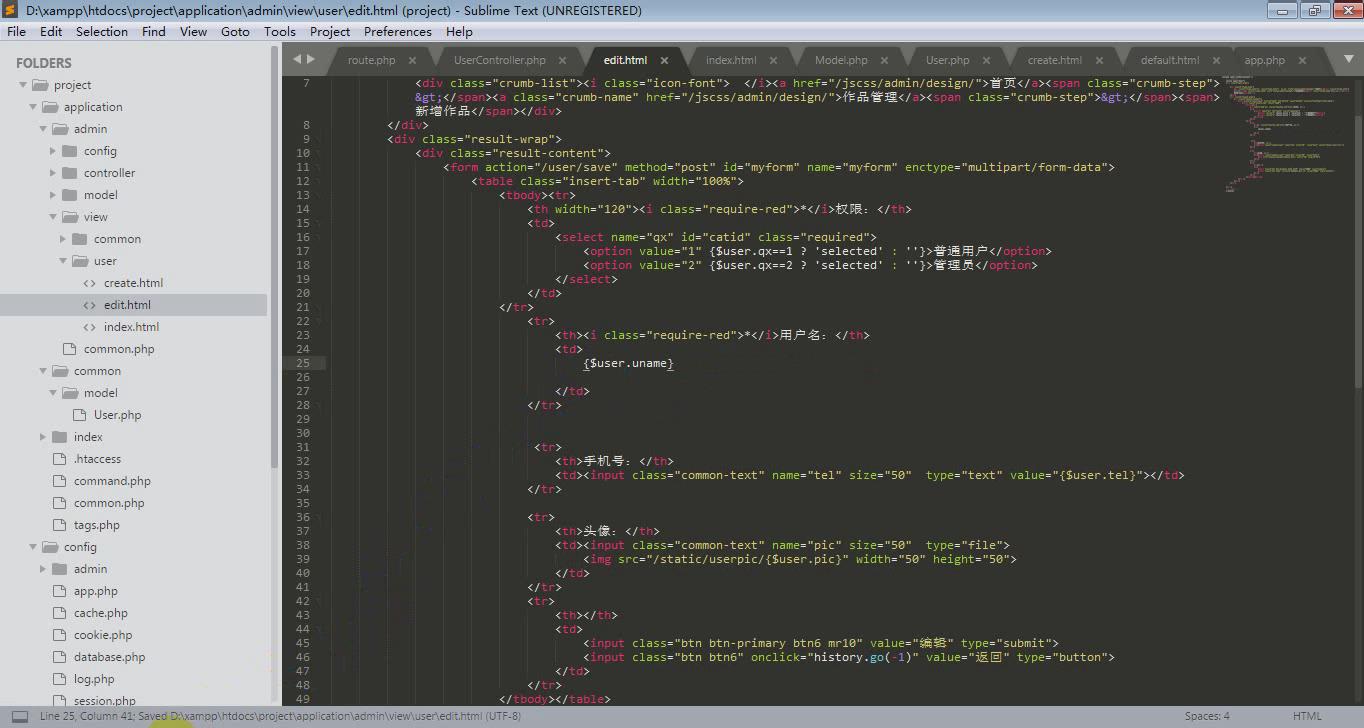 D:\xampp\htdocs\project\application\admin\view\user\edit.html (project) - Sublime Text (UNREGISTERED)
File Edit Selection Find View Goto Tools Project Preferences Help
FOLDERS
project
application
admin
config
controller
model
view
common
user
create.html
edit.html
index.html
common.php
common
model
User.php
index
.htaccess
command.php
common.php
tags.php
config
admin
app.php
cache.php
cookie.php
database.php
log.php
session.php
route.php UserController.php edit.html index.html Model.php User.php create.html default.html app.php
7 <div class="crumb-list"><i class="icon-font"> </i><a href="/jscss/admin/design/">首页</a><span class="crumb-step">
&gt;</span><a class="crumb-name" href="/jscss/admin/design/">作品管理</a><span class="crumb-step">&gt;</span><span>
新增作品</span></div>
8 </div>
9 <div class="result-wrap">
10 <div class="result-content">
11 <form action="/user/save" method="post" id="myform" name="myform" enctype="multipart/form-data">
12 <table class="insert-tab" width="100%">
13 <tbody><tr>
14 <th width="120"><i class="require-red">*</i>权限：</th>
15 <td>
16 <select name="qx" id="catid" class="required">
17 <option value="1" {$user.qx==1 ? 'selected' : ''}>普通用户</option>
18 <option value="2" {$user.qx==2 ? 'selected' : ''}>管理员</option>
19 </select>
20 </td>
21 </tr>
22 <tr>
23 <th><i class="require-red">*</i>用户名：</th>
24 <td>
25 {$user.uname}
26
27 </td>
28 </tr>
29
30
31 <tr>
32 <th>手机号：</th>
33 <td><input class="common-text" name="tel" size="50" type="text" value="{$user.tel}"></td>
34 </tr>
35
36 <tr>
37 <th>头像：</th>
38 <td><input class="common-text" name="pic" size="50" type="file">
39 <img src="/static/userpic/{$user.pic}" width="50" height="50">
40 </td>
41 </tr>
42 <tr>
43 <th></th>
44 <td>
45 <input class="btn btn-primary btn6 mr10" value="编辑" type="submit">
46 <input class="btn btn6" onclick="history.go(-1)" value="返回" type="button">
47 </td>
48 </tr>
49 </tbody></table>
Line 25, Column 41; Saved D:\xampp\htdocs\project\application\admin\view\user\edit.html (UTF-8) Spaces: 4 HTML